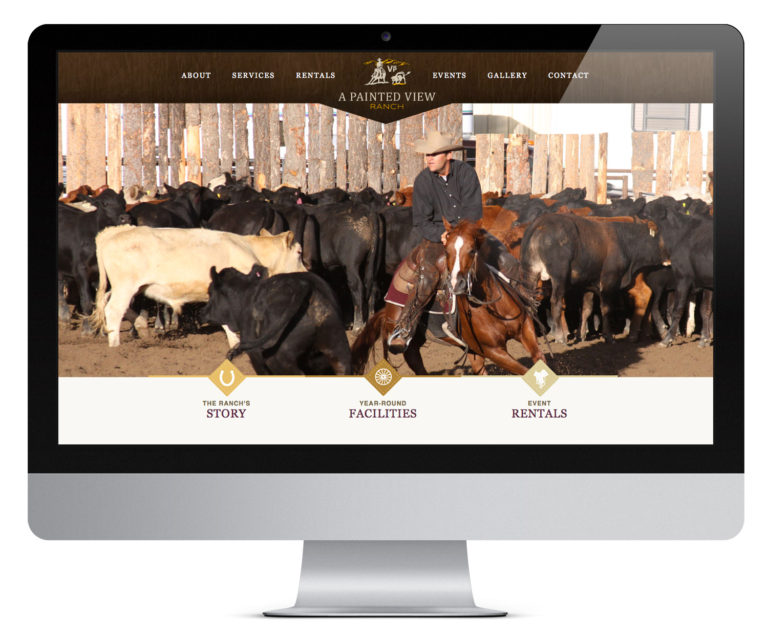 ABOUT SERVICES RENTALS VP EVENTS GALLERY CONTACT
A PAINTED VIEW
RANCH
THE RANCH'S YEAR-ROUND EVENT
STORY FACILITIES RENTALS